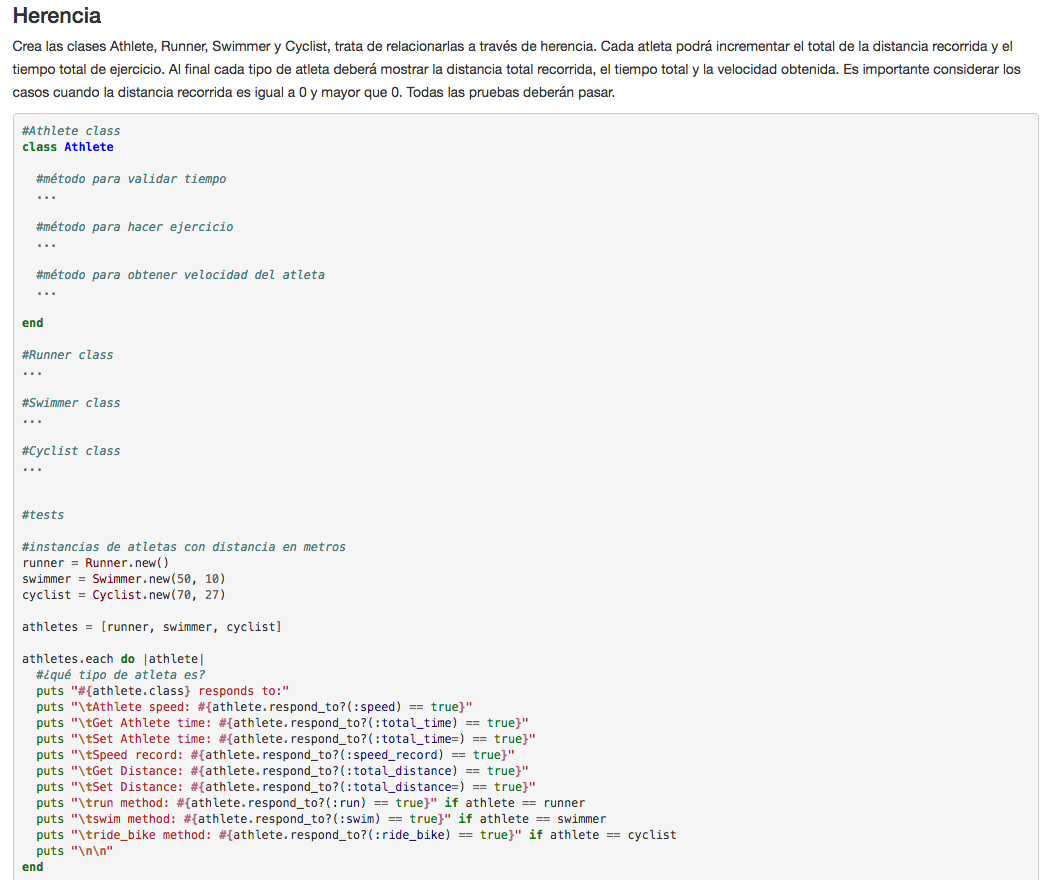 Herencia
Crea las clases Athlete, Runner, Swimmer y Cyclist, trata de relacionarlas a través de herencia. Cada atleta podrá incrementar el total de la distancia recorrida y el
tiempo total de ejercicio. Al final cada tipo de atleta deberá mostrar la distancia total recorrida, el tiempo total y la velocidad obtenida. Es importante considerar los
casos cuando la distancia recorrida es igual a 0 y mayor que 0. Todas las pruebas deberán pasar.
#Athlete class
class Athlete
  #método para validar tiempo
  ...
  #método para hacer ejercicio
  ...
  #método para obtener velocidad del atleta
  ...
end
#Runner class
...
#Swimmer class
...
#Cyclist class
...
#tests
#instancias de atletas con distancia en metros
runner = Runner.new()
swimmer = Swimmer.new(50, 10)
cyclist = Cyclist.new(70, 27)
athletes = [runner, swimmer, cyclist]
athletes.each do |athlete|
  #¿qué tipo de atleta es?
  puts "#{athlete.class} responds to:"
  puts "\tAthlete speed: #{athlete.respond_to?(:speed) == true}"
  puts "\tGet Athlete time: #{athlete.respond_to?(:total_time) == true}"
  puts "\tSet Athlete time: #{athlete.respond_to?(:total_time=) == true}"
  puts "\tSpeed record: #{athlete.respond_to?(:speed_record) == true}"
  puts "\tGet Distance: #{athlete.respond_to?(:total_distance) == true}"
  puts "\tSet Distance: #{athlete.respond_to?(:total_distance=) == true}"
  puts "\trun method: #{athlete.respond_to?(:run) == true}" if athlete == runner
  puts "\tswim method: #{athlete.respond_to?(:swim) == true}" if athlete == swimmer
  puts "\tride_bike method: #{athlete.respond_to?(:ride_bike) == true}" if athlete == cyclist
  puts "\n\n"
end